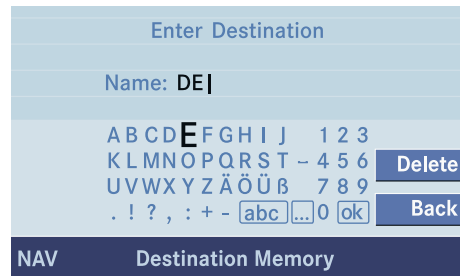 Enter Destination
Name: DE
A B C D E F G H I J 1 2 3
K L M N O P Q R S T – 4 5 6 Delete
U V W X Y Z Ä Ö Ü ß 7 8 9
. ! ? , : + - abc ... 0 ok Back
NAV Destination Memory